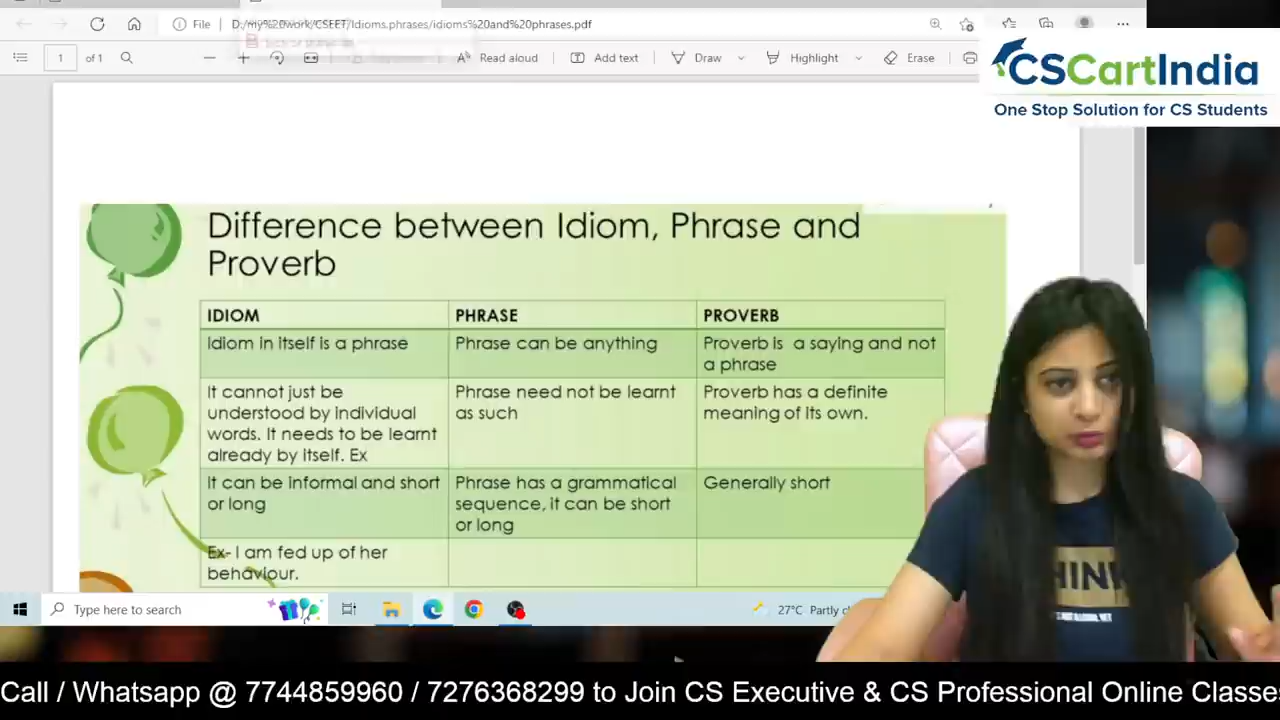 File D:/my%20work/CSEET/Idioms.phrases/idioms%20and%20phrases.pdf
1 of 1 Read aloud Add text Draw Highlight Erase
CSCartIndia
One Stop Solution for CS Students
Difference between Idiom, Phrase and
Proverb
IDIOM PHRASE PROVERB
Idiom in itself is a phrase
Phrase can be anything
Proverb is a saying and not
a phrase
It cannot just be
understood by individual
words. It needs to be learnt
already by itself. Ex
Phrase need not be learnt
as such
Proverb has a definite
meaning of its own.
It can be informal and short
or long
Phrase has a grammatical
sequence, it can be short
or long
Generally short
Ex- I am fed up of her
behaviour.
THINK
Type here to search
27°C Partly
Call / Whatsapp @ 7744859960 / 7276368299 to Join CS Executive & CS Professional Online Classes